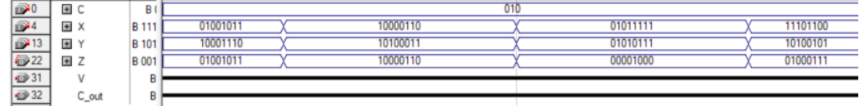 0 C B ( 010
4 X B 111 01001011 10000110 01011111 11101100
13 Y B 101 10001110 10100011 01010111 10100101
22 Z B 001 01001011 10000110 00001000 01000111
31 V B
32 C_out B